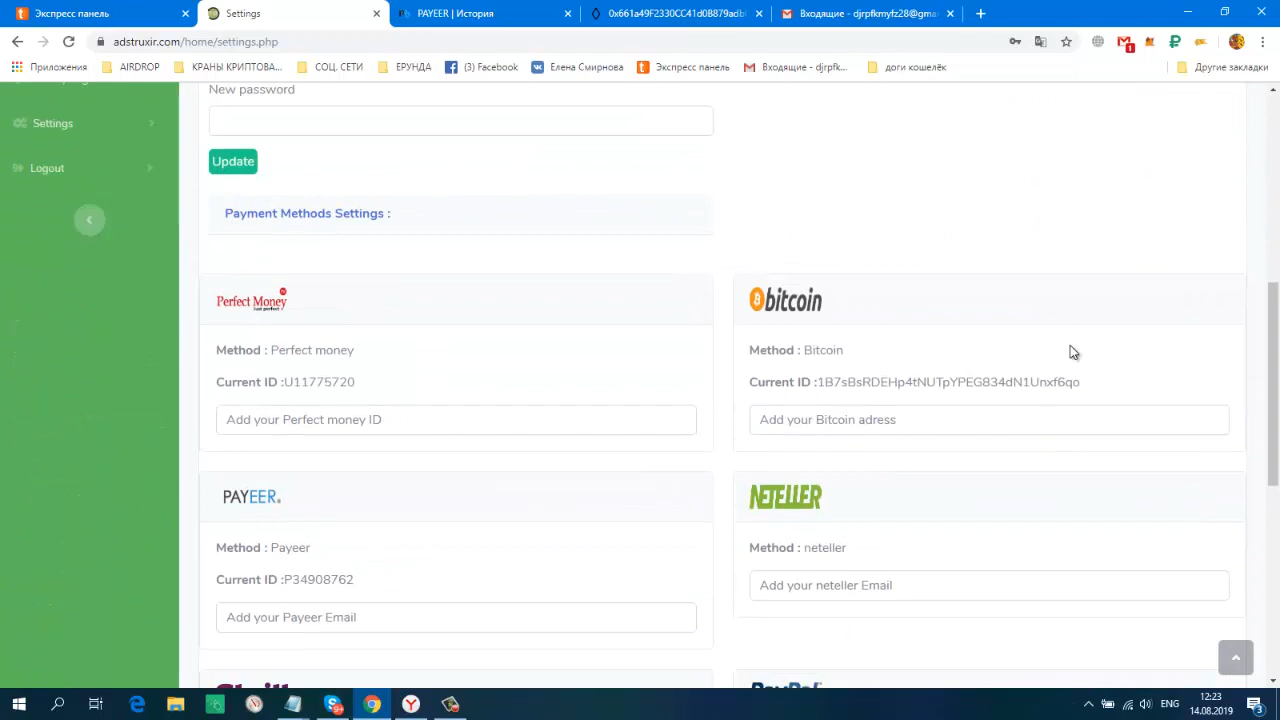 Экспресс панель
Settings
PAYEER | История
0x661a49F2330CC41d0B879adb
Входящие - djrpfkmyfz28@gma
adstruxir.com/home/settings.php
1
Приложения
AIRDROP
КРАНЫ КРИПТОВА...
СОЦ. СЕТИ
ЕРУНДА
(3) Facebook
Елена Смирнова
Экспресс панель
Входящие - djrpfk...
доги кошелёк
Другие закладки
Settings
Logout
New password
Update
Payment Methods Settings :
Perfect Money
just perfect
bitcoin
Method : Perfect money
Method : Bitcoin
Current ID :U11775720
Current ID :1B7sBsRDEHp4tNUTpYPEG834dN1Unxf6qo
Add your Perfect money ID
Add your Bitcoin adress
PAYEER
NETELLER
Method : Payeer
Method : neteller
Current ID :P34908762
Add your neteller Email
Add your Payeer Email
ENG
12:23
14.08.2019
3